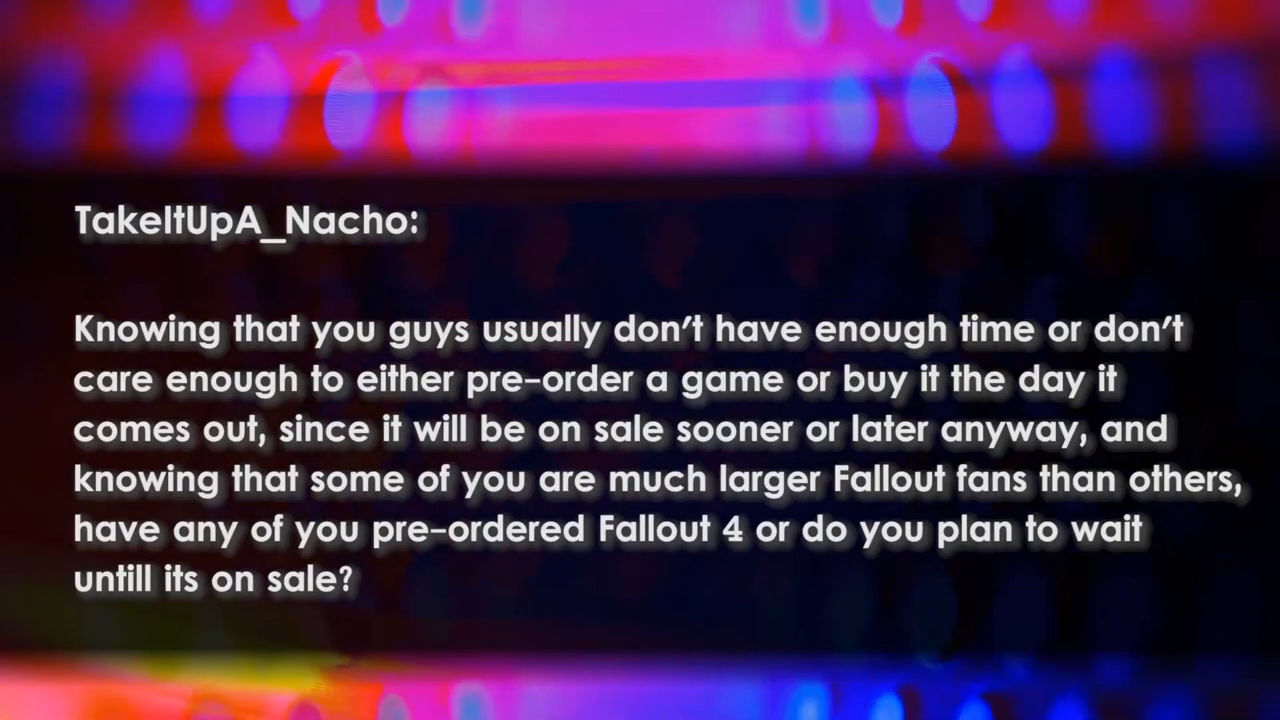 TakeItUpA_Nacho:
Knowing that you guys usually don't have enough time or don't
care enough to either pre-order a game or buy it the day it
comes out, since it will be on sale sooner or later anyway, and
knowing that some of you are much larger Fallout fans than others,
have any of you pre-ordered Fallout 4 or do you plan to wait
untill its on sale?